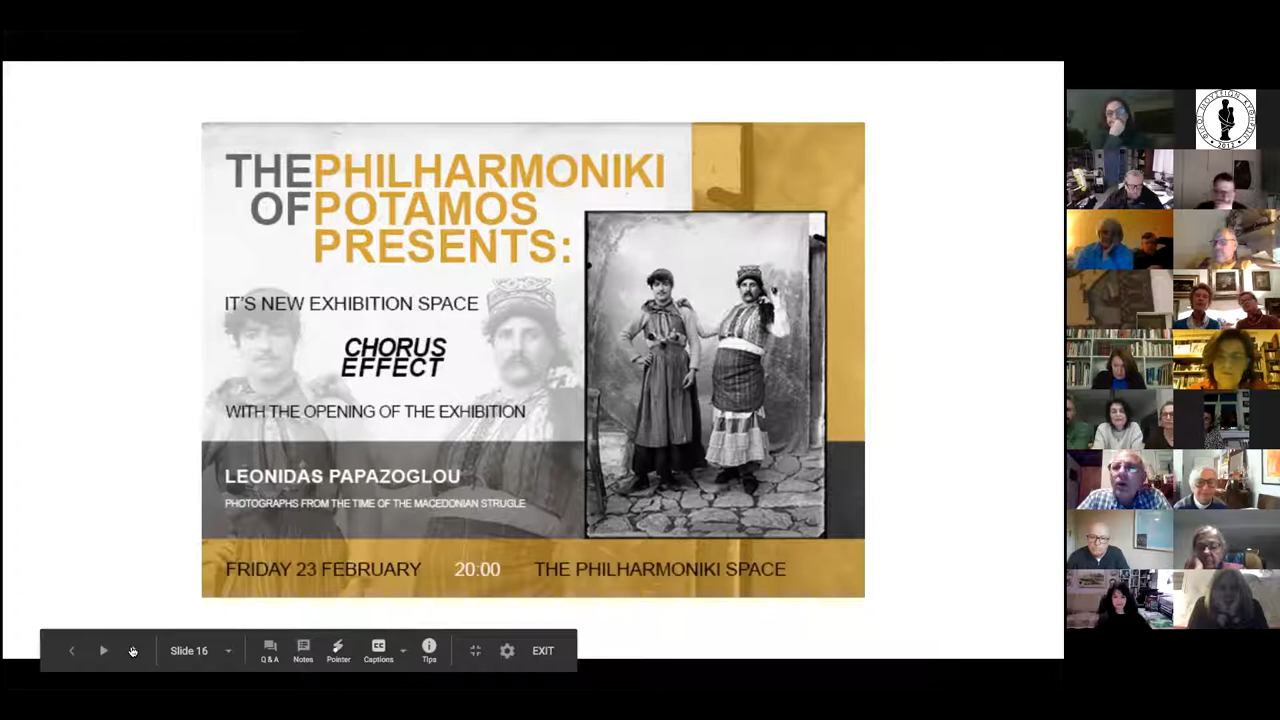 THE PHILHARMONIKI
OF POTAMOS
PRESENTS:
IT'S NEW EXHIBITION SPACE
CHORUS
EFFECT
WITH THE OPENING OF THE EXHIBITION
LEONIDAS PAPAZOGLOU
PHOTOGRAPHS FROM THE TIME OF THE MACEDONIAN STRUGLE
FRIDAY 23 FEBRUARY 20:00 THE PHILHARMONIKI SPACE
Slide 16
Q & A
Notes
Pointer
CC
Captions
Tips
EXIT